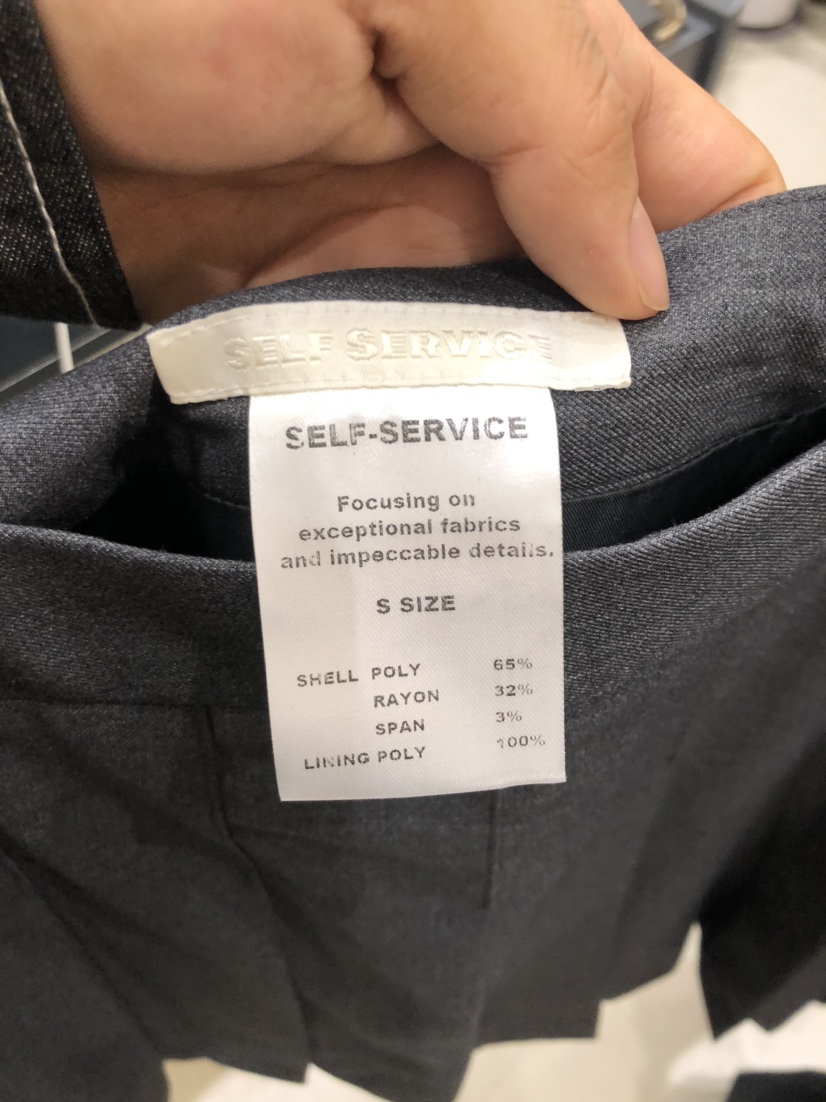 SELF SERVICE
SELF-SERVICE
Focusing on
exceptional fabrics
and impeccable details.
S SIZE
SHELL POLY 65%
RAYON 32%
SPAN 3%
LINING POLY 100%